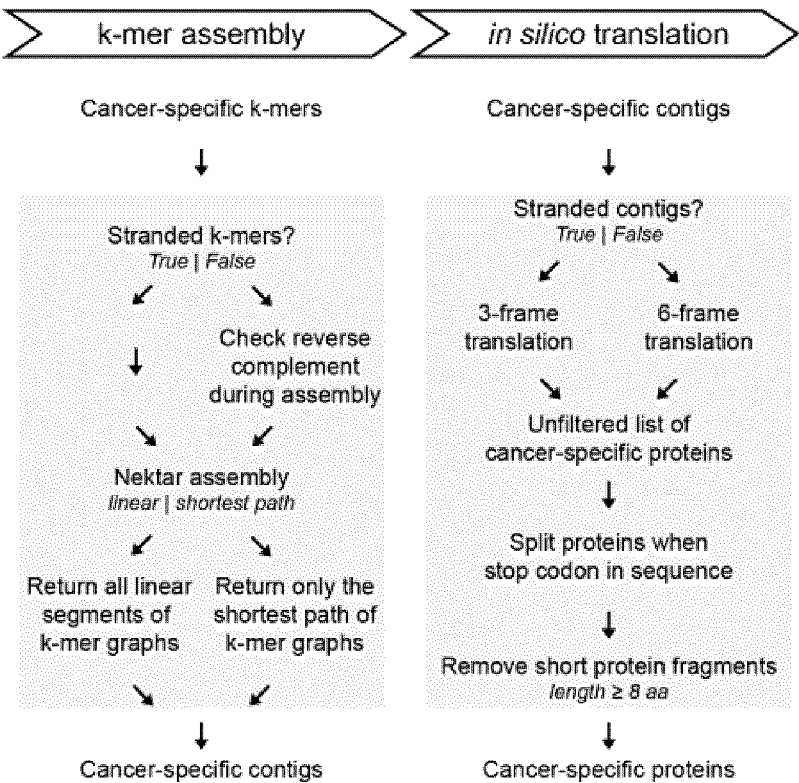 k-mer assembly
in silico translation
Cancer-specific k-mers
Stranded k-mers?
True | False
Check reverse
complement
during assembly
Nektar assembly
linear | shortest path
Return all linear
segments of
k-mer graphs
Return only the
shortest path of
k-mer graphs
Cancer-specific contigs
Cancer-specific contigs
Stranded contigs?
True | False
3-frame
translation
6-frame
translation
Unfiltered list of
cancer-specific proteins
Split proteins when
stop codon in sequence
Remove short protein fragments
length ≥ 8 aa
Cancer-specific proteins